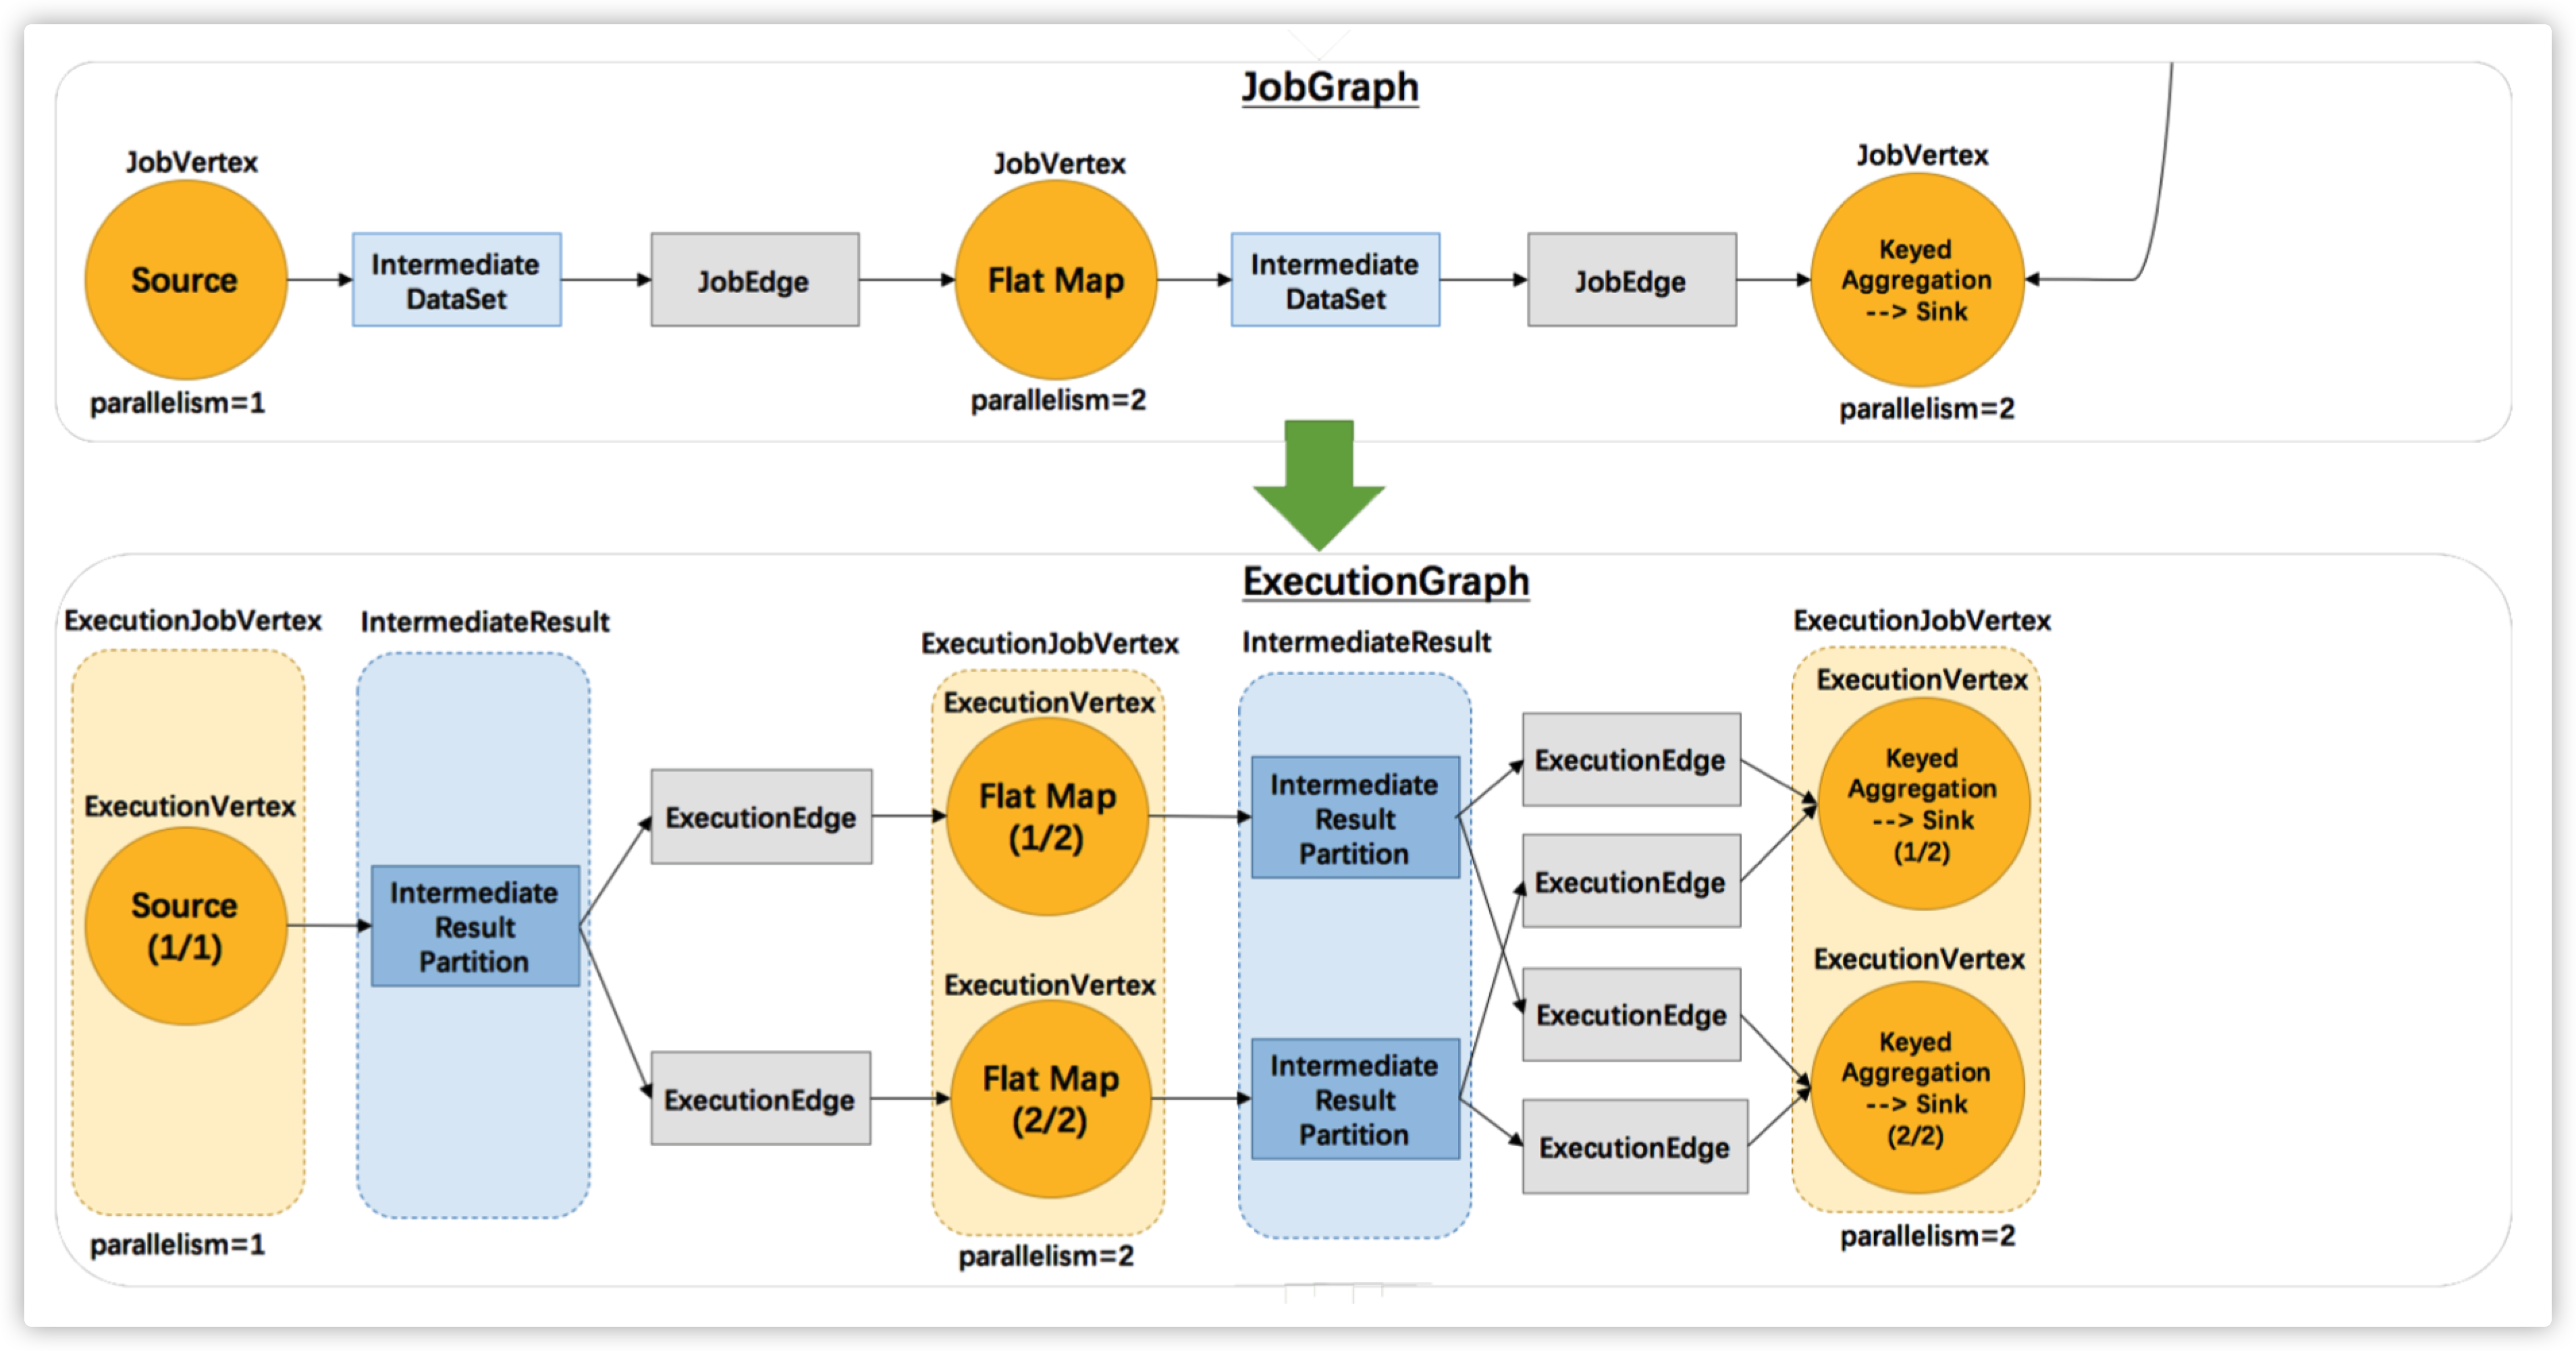 JobGraph
JobVertex
Source
parallelism=1
Intermediate
DataSet
JobEdge
JobVertex
Flat Map
parallelism=2
Intermediate
DataSet
JobEdge
JobVertex
Keyed
Aggregation
--> Sink
parallelism=2
ExecutionGraph
ExecutionJobVertex
ExecutionVertex
Source
(1/1)
parallelism=1
IntermediateResult
Intermediate
Result
Partition
ExecutionEdge
ExecutionEdge
ExecutionJobVertex
ExecutionVertex
Flat Map
(1/2)
ExecutionVertex
Flat Map
(2/2)
parallelism=2
IntermediateResult
Intermediate
Result
Partition
Intermediate
Result
Partition
ExecutionEdge
ExecutionEdge
ExecutionEdge
ExecutionEdge
ExecutionJobVertex
ExecutionVertex
Keyed
Aggregation
--> Sink
(1/2)
ExecutionVertex
Keyed
Aggregation
--> Sink
(2/2)
parallelism=2